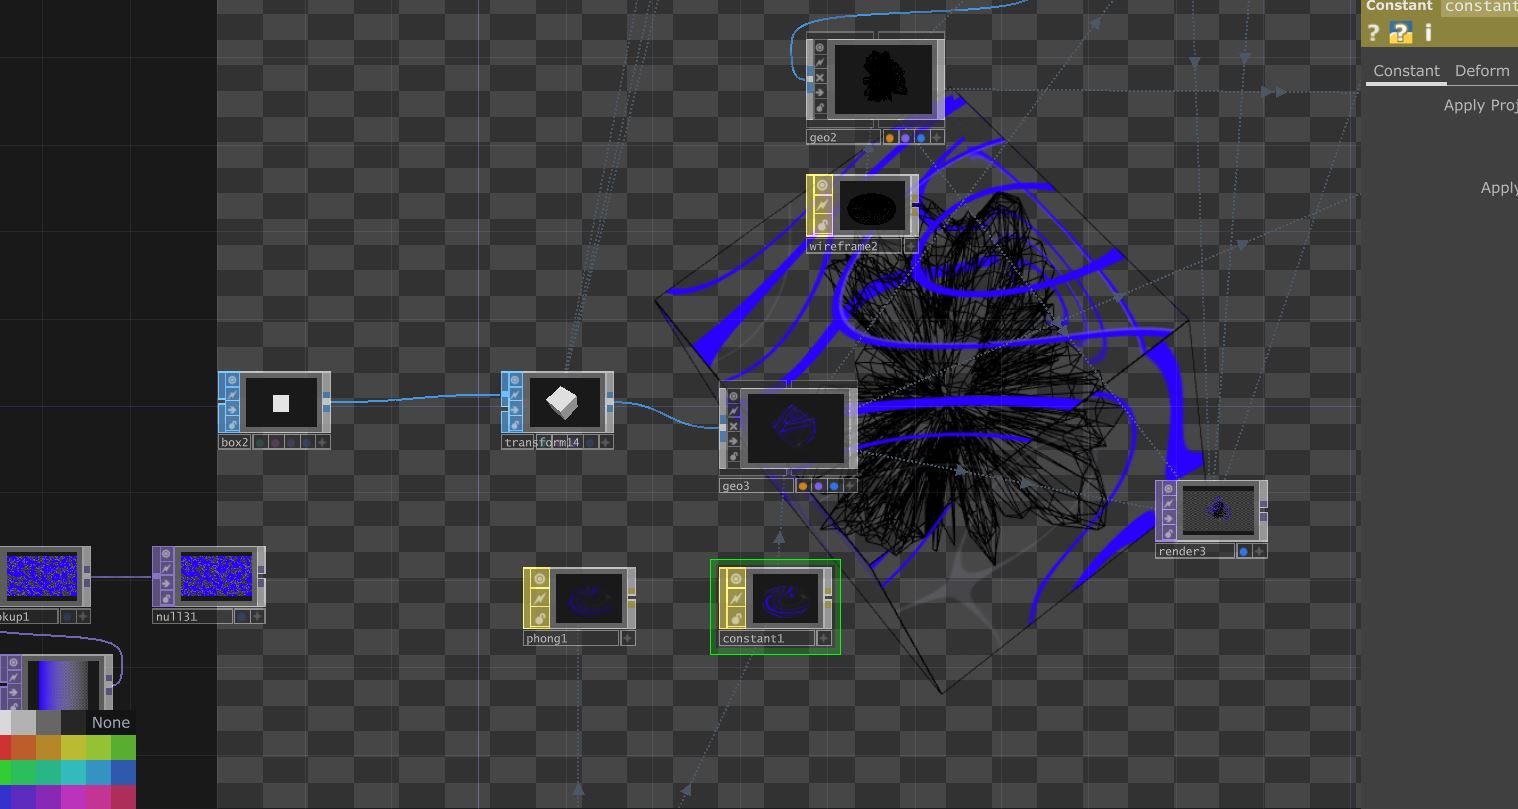 Constant
constant
? ? i
Constant Deform
Apply Proj
Apply
geo2
wireframe2
box2
transform14
geo3
render3
okup1
null31
phong1
constant1
None